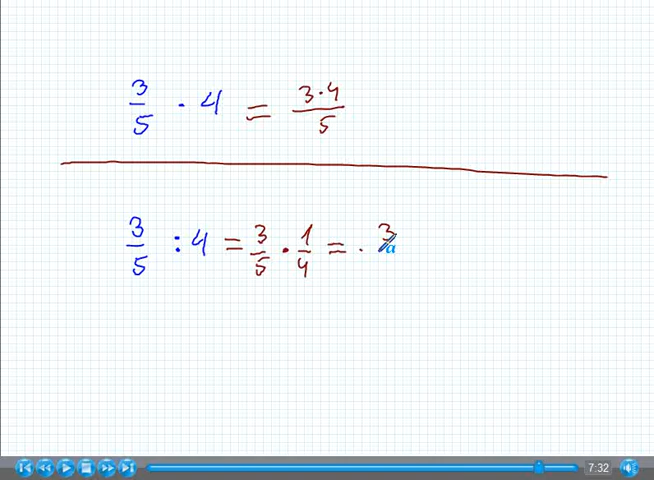 3/5 · 4 = 3·4/5
3/5 : 4 = 3/5 · 1/4 = · 3
7:32